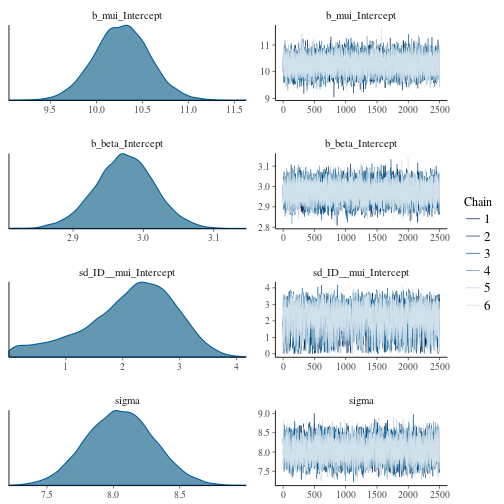 b_mui_Intercept
9.5 10.0 10.5 11.0 11.5
b_mui_Intercept
11
10
9
0 500 1000 1500 2000 2500
b_beta_Intercept
2.9 3.0 3.1
b_beta_Intercept
3.1
3.0
2.9
2.8
0 500 1000 1500 2000 2500
sd_ID__mui_Intercept
1 2 3 4
sd_ID__mui_Intercept
4
3
2
1
0
0 500 1000 1500 2000 2500
sigma
7.5 8.0 8.5
sigma
9.0
8.5
8.0
7.5
0 500 1000 1500 2000 2500
Chain
1
2
3
4
5
6